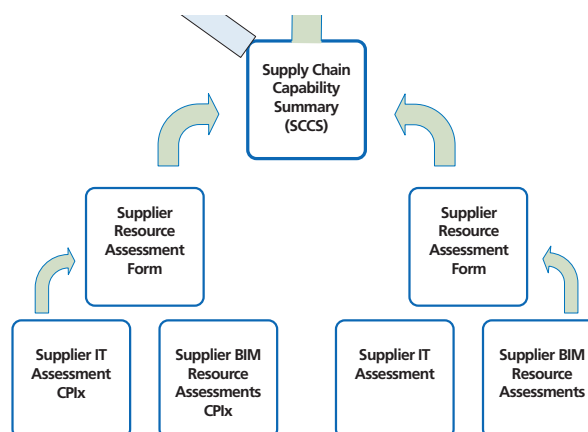 Supply Chain
Capability
Summary
(SCCS)
Supplier
Resource
Assessment
Form
Supplier
Resource
Assessment
Form
Supplier IT
Assessment
CPIx
Supplier BIM
Resource
Assessments
CPIx
Supplier IT
Assessment
Supplier BIM
Resource
Assessments